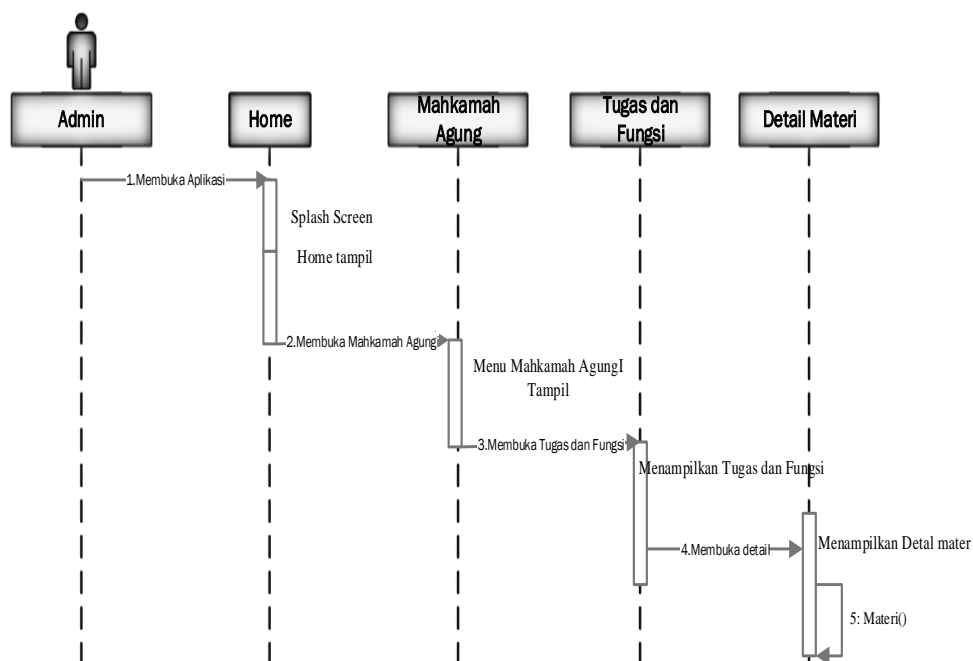 Admin
Home
Mahkamah
Agung
Tugas dan
Fungsi
Detail Materi
1.Membuka Aplikasi
Splash Screen
Home tampil
2.Membuka Mahkamah Agung
Menu Mahkamah AgungI
Tampil
3.Membuka Tugas dan Fungsi
Menampilkan Tugas dan Fungsi
4.Membuka detail
Menampilkan Detal mater
5: Materi()